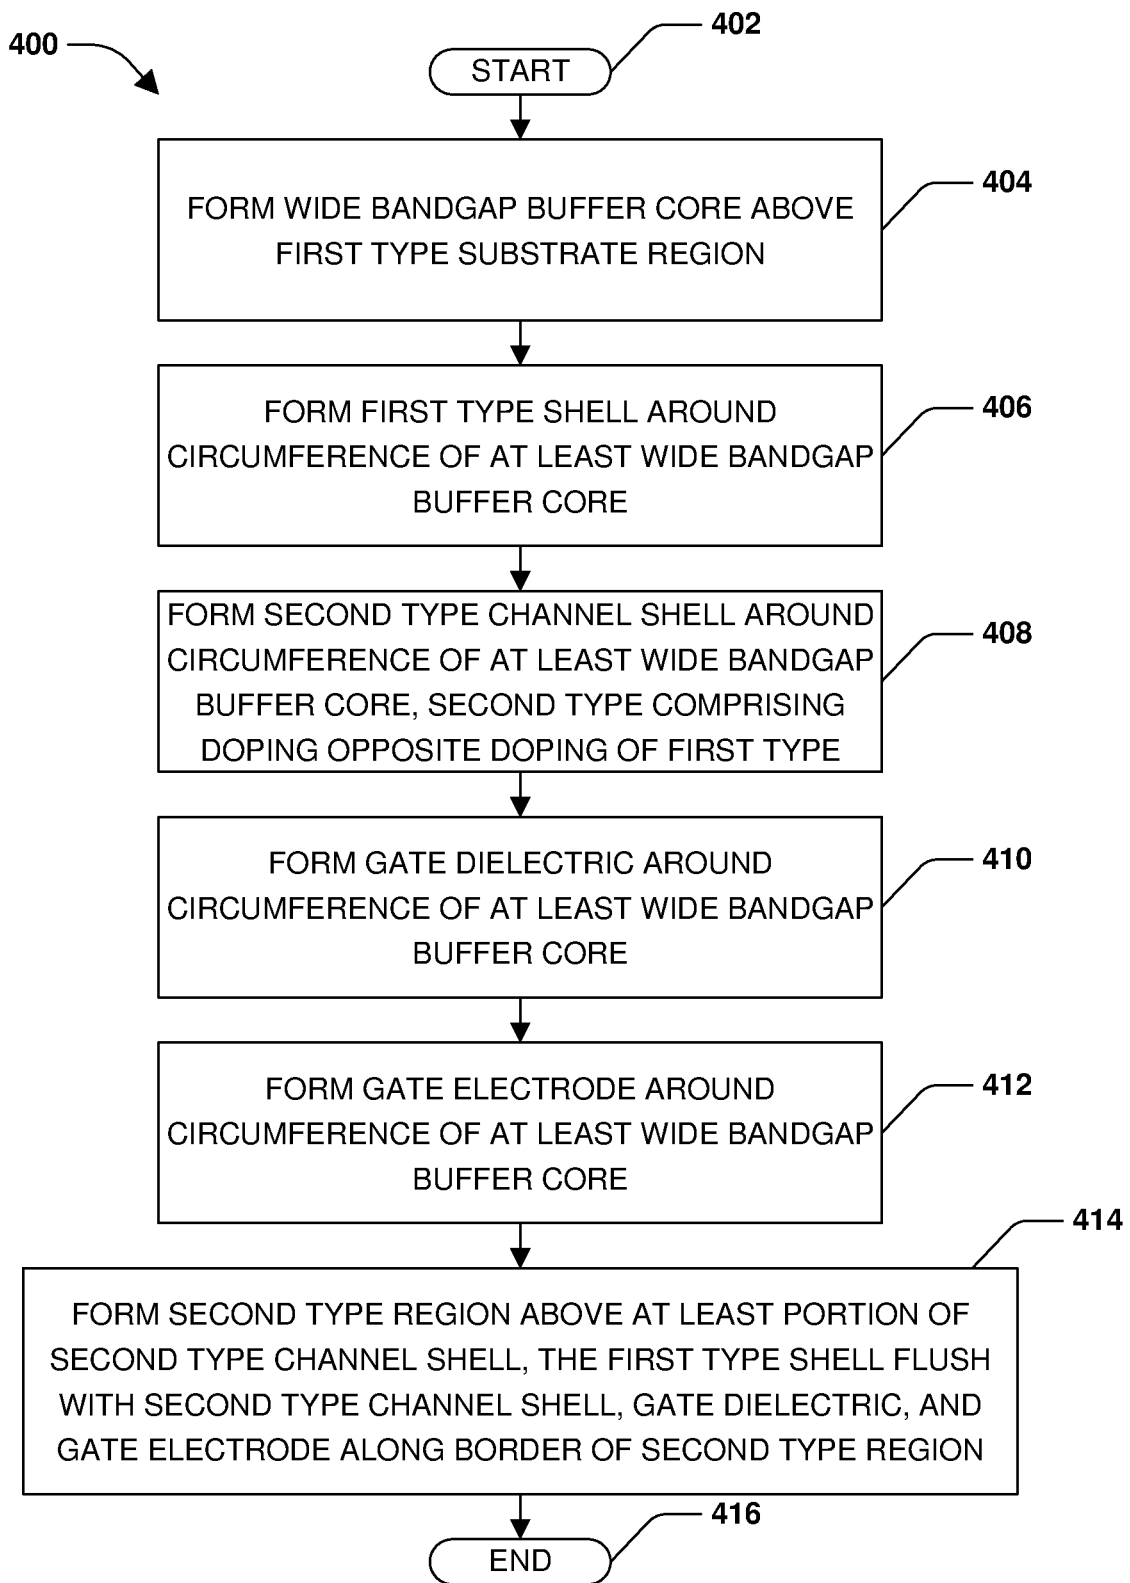 400
402
START
404
FORM WIDE BANDGAP BUFFER CORE ABOVE
FIRST TYPE SUBSTRATE REGION
406
FORM FIRST TYPE SHELL AROUND
CIRCUMFERENCE OF AT LEAST WIDE BANDGAP
BUFFER CORE
408
FORM SECOND TYPE CHANNEL SHELL AROUND
CIRCUMFERENCE OF AT LEAST WIDE BANDGAP
BUFFER CORE, SECOND TYPE COMPRISING
DOPING OPPOSITE DOPING OF FIRST TYPE
410
FORM GATE DIELECTRIC AROUND
CIRCUMFERENCE OF AT LEAST WIDE BANDGAP
BUFFER CORE
412
FORM GATE ELECTRODE AROUND
CIRCUMFERENCE OF AT LEAST WIDE BANDGAP
BUFFER CORE
414
FORM SECOND TYPE REGION ABOVE AT LEAST PORTION OF
SECOND TYPE CHANNEL SHELL, THE FIRST TYPE SHELL FLUSH
WITH SECOND TYPE CHANNEL SHELL, GATE DIELECTRIC, AND
GATE ELECTRODE ALONG BORDER OF SECOND TYPE REGION
416
END